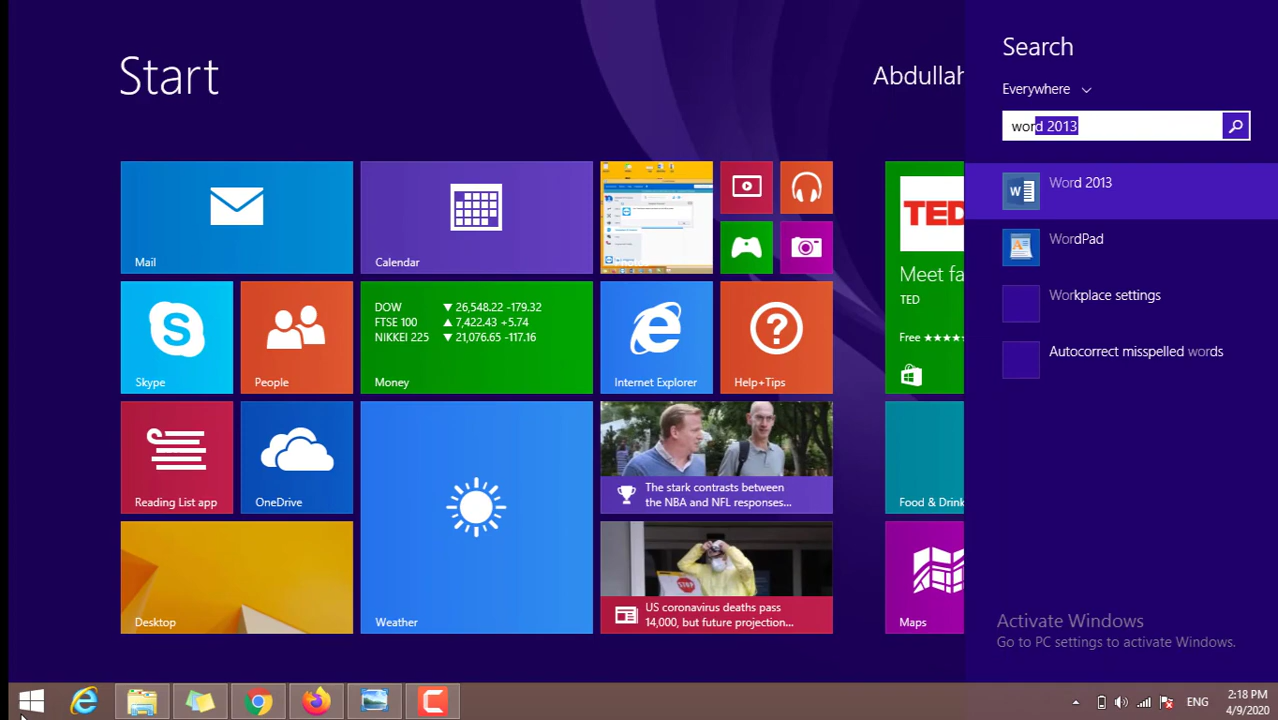 Start
Abdullah
Search
Everywhere
word 2013
Word 2013
WordPad
Workplace settings
Autocorrect misspelled words
Mail
Calendar
Skype
People
DOW ▼ 26,548.22 -179.32
FTSE 100 ▲ 7,422.43 +5.74
NIKKEI 225 ▼ 21,076.65 -117.16
Money
Internet Explorer
Help+Tips
TED
Meet fa
TED
Free ★★★★
Reading List app
OneDrive
Weather
The stark contrasts between
the NBA and NFL responses...
Food & Drink
Desktop
STOP
US coronavirus deaths pass
14,000, but future projection...
Maps
Activate Windows
Go to PC settings to activate Windows.
ENG
2:18 PM
4/9/2020